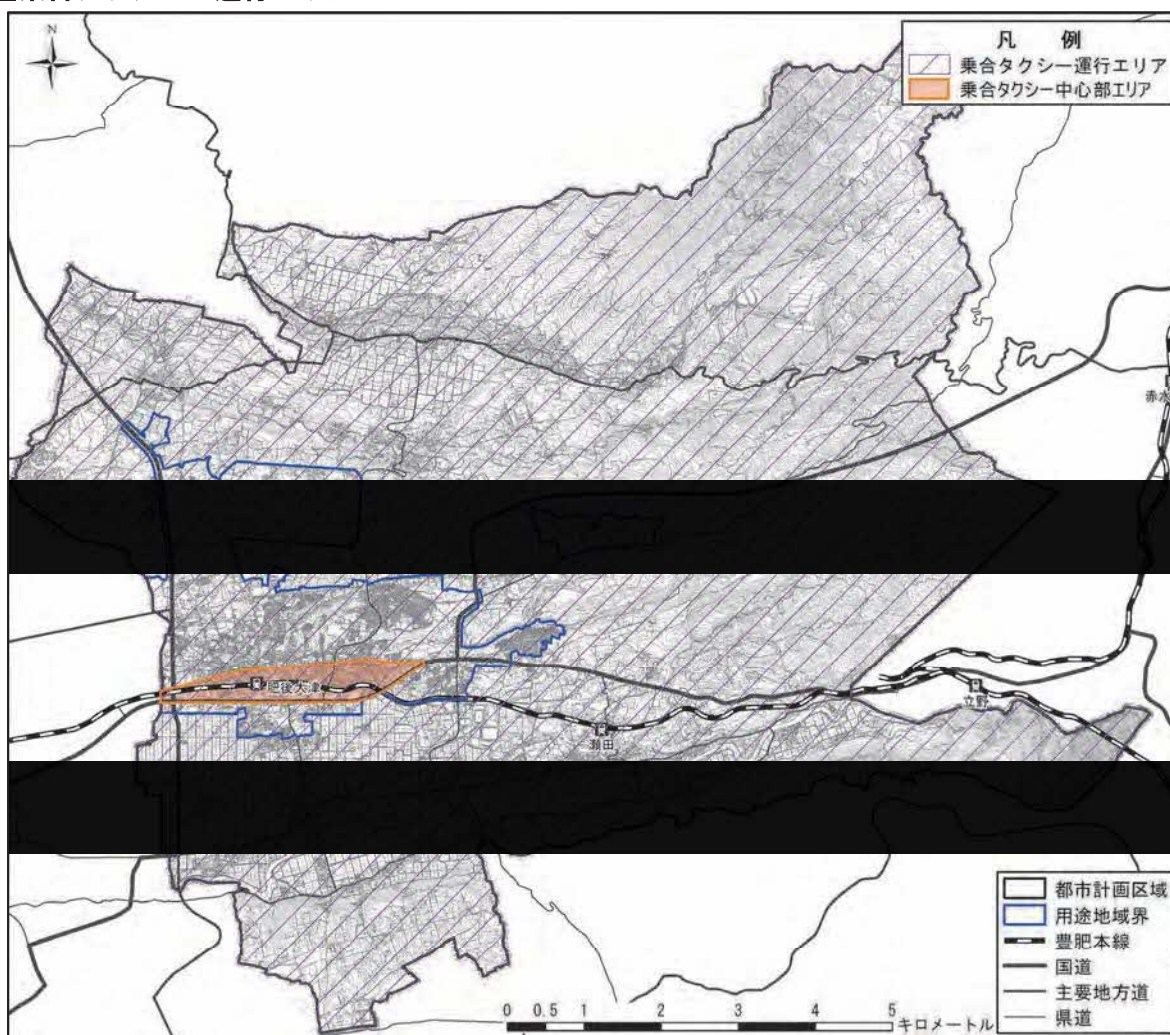 N
凡 例
乗合タクシー運行エリア
乗合タクシー中心部エリア
赤水
肥後大津
瀬田
立野
都市計画区域
用途地域界
豊肥本線
国道
主要地方道
県道
0 0.5 1 2 3 4 5
キロメートル